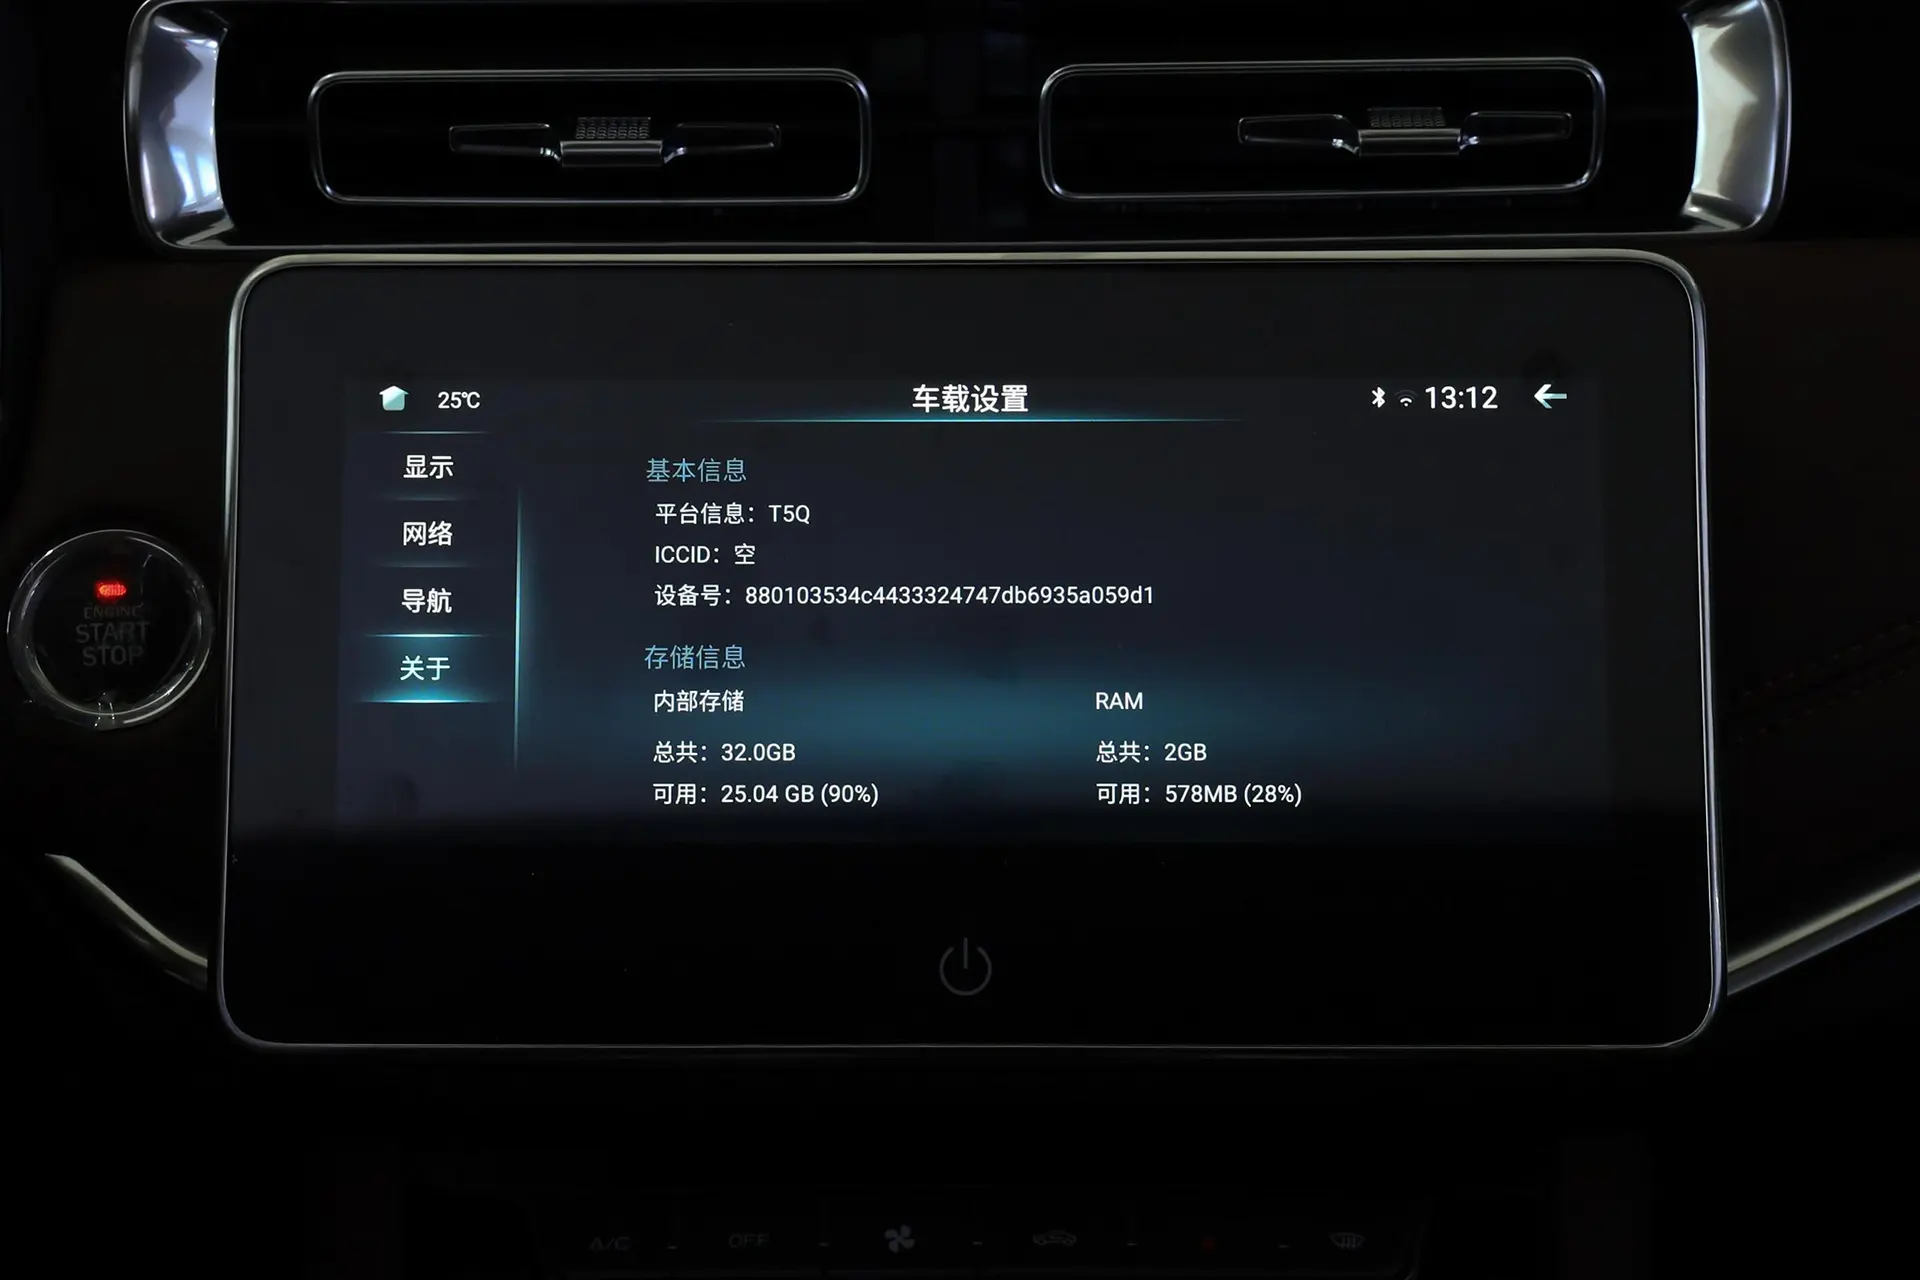 25℃
车载设置
13:12
显示
网络
导航
关于
基本信息
平台信息：T5Q
ICCID：空
设备号：880103534c4433324747db6935a059d1
存储信息
内部存储
总共：32.0GB
可用：25.04 GB (90%)
RAM
总共：2GB
可用：578MB (28%)
ENGINE
START
STOP
A/C
OFF